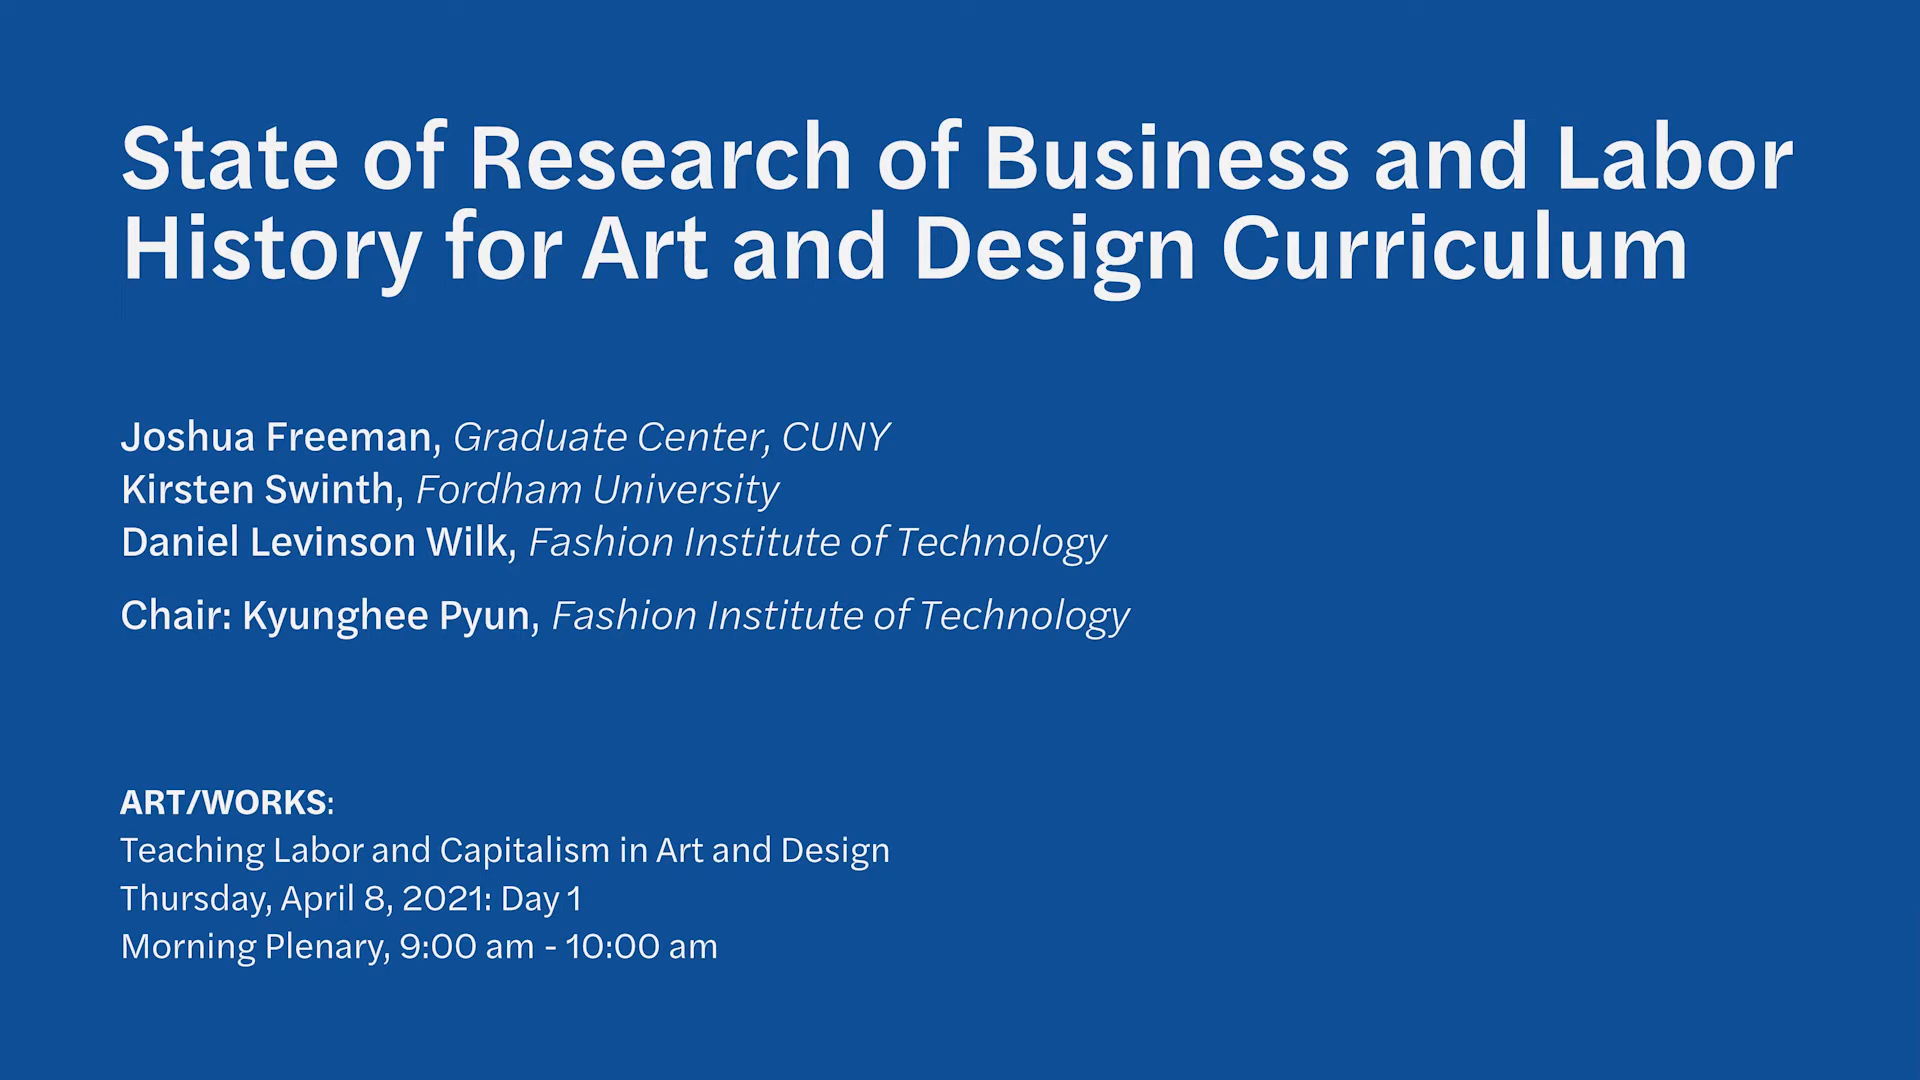 State of Research of Business and Labor
History for Art and Design Curriculum
Joshua Freeman, Graduate Center, CUNY
Kirsten Swinth, Fordham University
Daniel Levinson Wilk, Fashion Institute of Technology
Chair: Kyunghee Pyun, Fashion Institute of Technology
ART/WORKS:
Teaching Labor and Capitalism in Art and Design
Thursday, April 8, 2021: Day 1
Morning Plenary, 9:00 am - 10:00 am